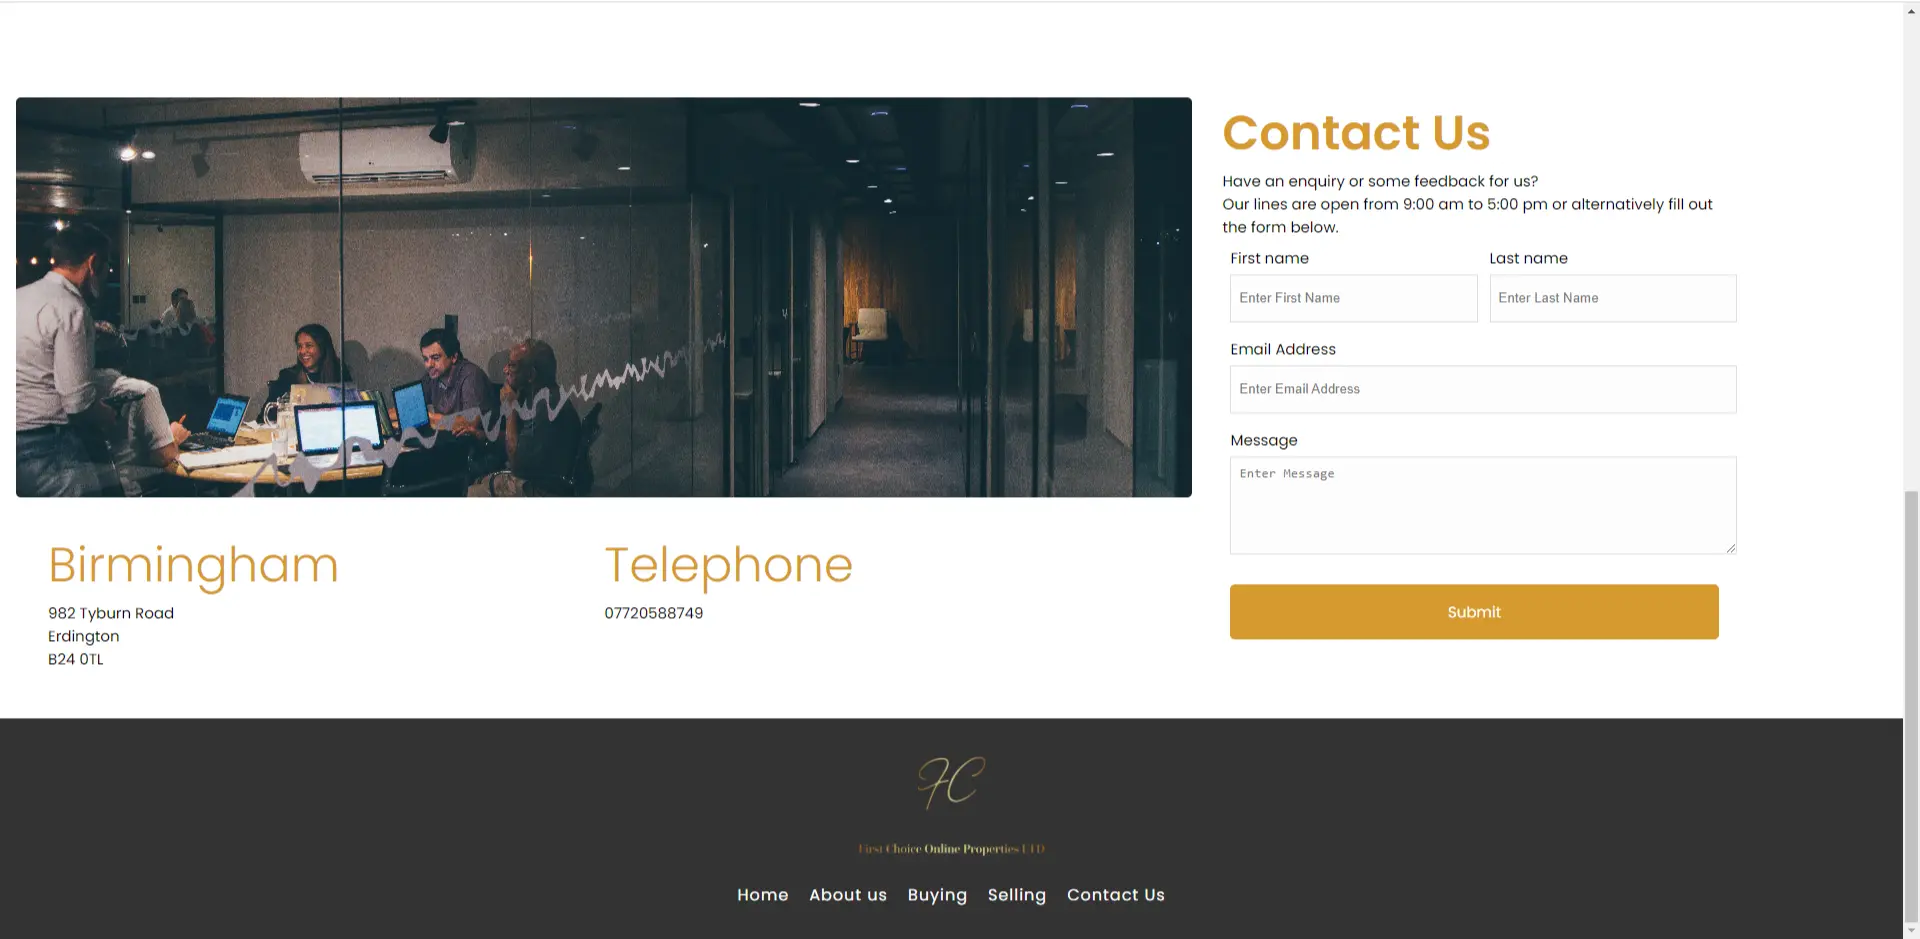 Contact Us
Have an enquiry or some feedback for us?
Our lines are open from 9:00 am to 5:00 pm or alternatively fill out
the form below.
First name
Last name
Enter First Name
Enter Last Name
Email Address
Enter Email Address
Message
Enter Message
Submit
Birmingham
982 Tyburn Road
Erdington
B24 0TL
Telephone
07720588749
FC
First Choice Online Properties LTD
Home
About us
Buying
Selling
Contact Us